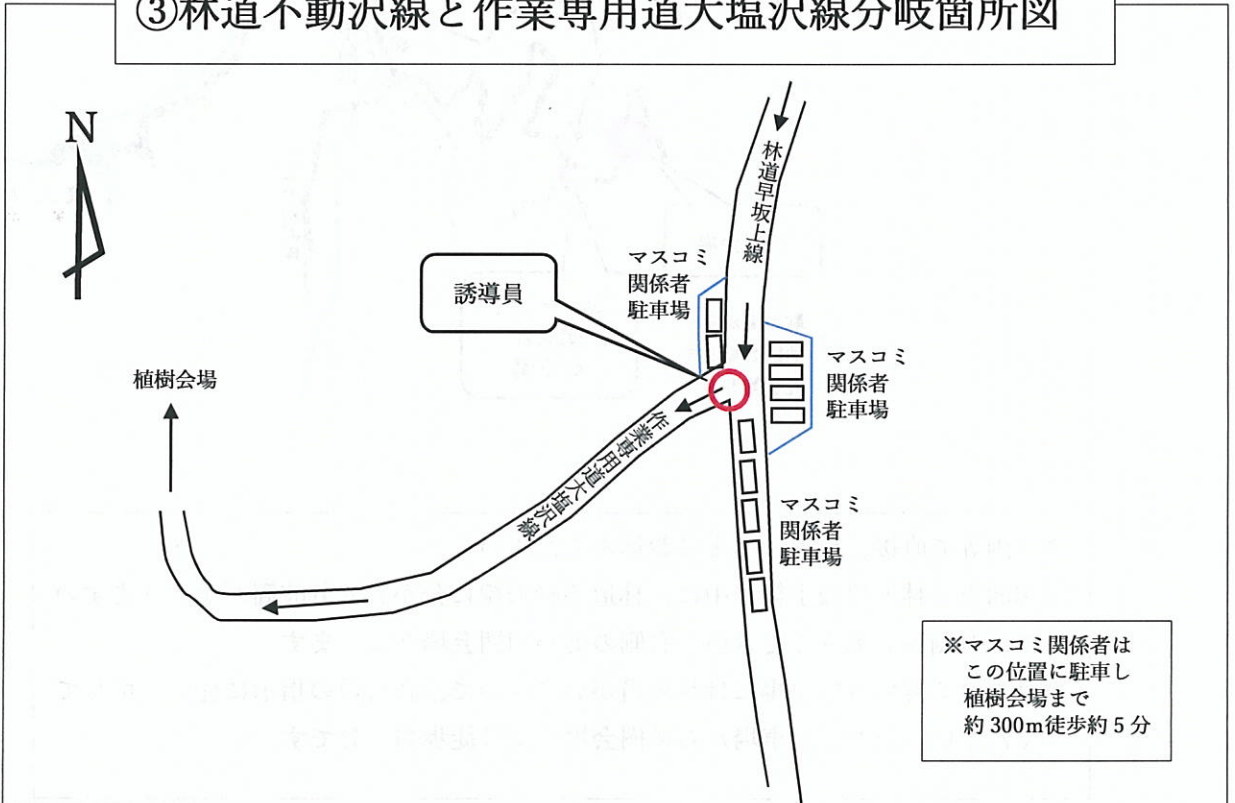 ③林道不動沢線と作業専用道大塩沢線分岐箇所図
N
林道早坂上線
マスコミ
関係者
駐車場
誘導員
マスコミ
関係者
駐車場
植樹会場
作業専用道大塩沢線
マスコミ
関係者
駐車場
※マスコミ関係者は
この位置に駐車し
植樹会場まで
約300m徒歩約5分